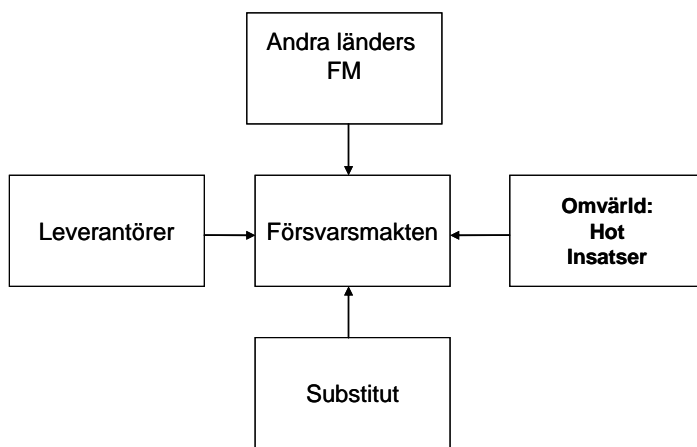 Andra länders
FM
Leverantörer
Försvarsmakten
Omvärld:
Hot
Insatser
Substitut